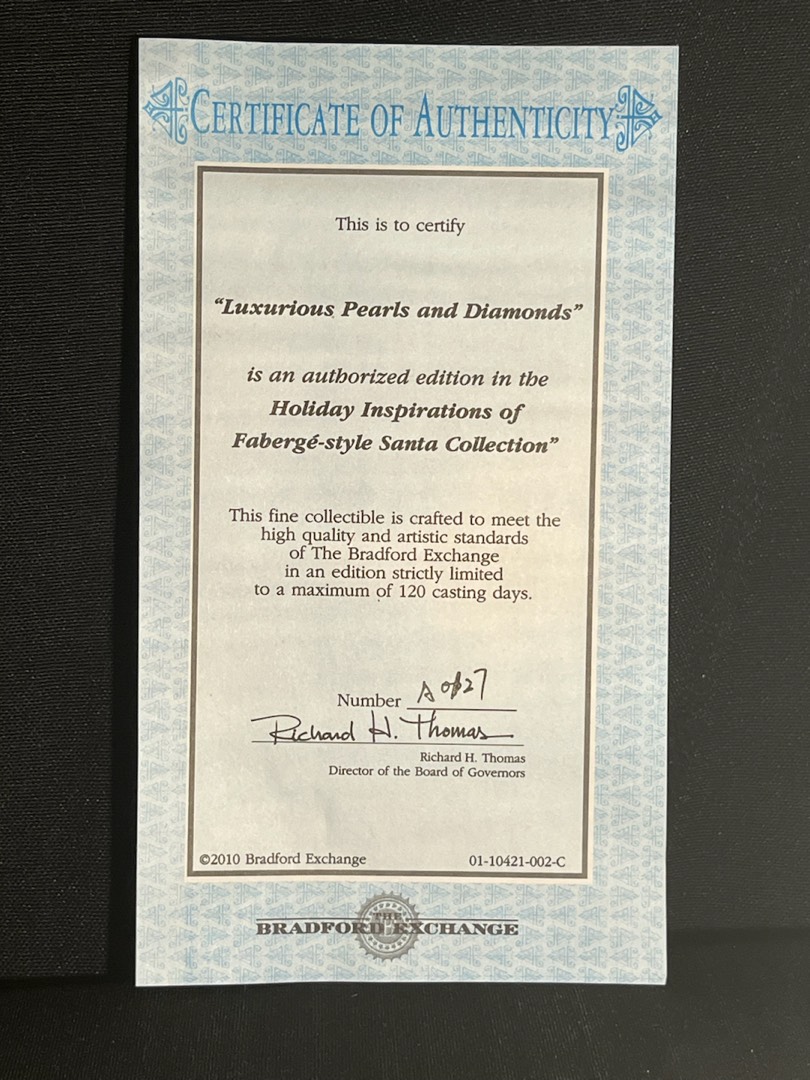 CERTIFICATE OF AUTHENTICITY
This is to certify
“Luxurious Pearls and Diamonds”
is an authorized edition in the
Holiday Inspirations of
Fabergé-style Santa Collection”
This fine collectible is crafted to meet the
high quality and artistic standards
of The Bradford Exchange
in an edition strictly limited
to a maximum of 120 casting days.
Number
Richard H. Thomas
Richard H. Thomas
Director of the Board of Governors
©2010 Bradford Exchange 01-10421-002-C
THE
BRADFORD EXCHANGE